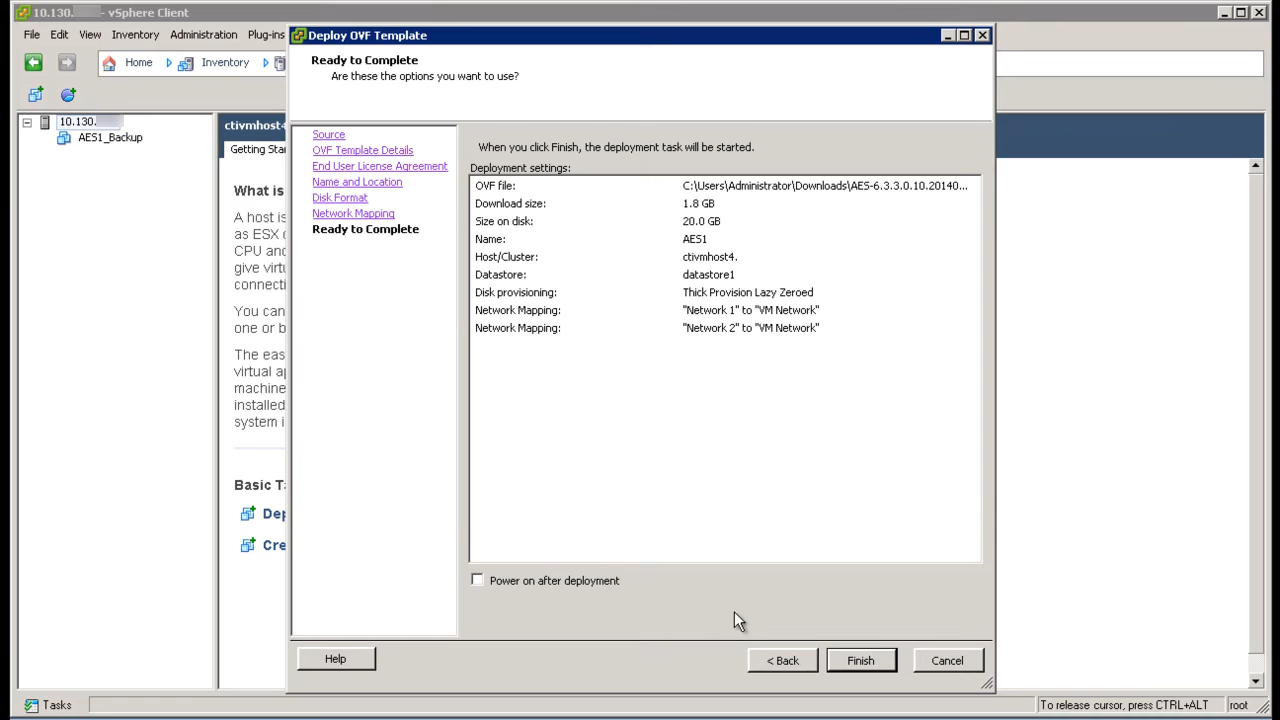 10.130. - vSphere Client
File Edit View Inventory Administration Plug-ins
Home Inventory
10.130.
AES1_Backup
ctivmhost4
Getting Star
What is
A host is
as ESX
CPU and
give virtu
connecti
You can
one or b
The eas
virtual ap
machine
installed
system i
Basic T
Dep
Cre
Deploy OVF Template
Ready to Complete
Are these the options you want to use?
Source
OVF Template Details
End User License Agreement
Name and Location
Disk Format
Network Mapping
Ready to Complete
When you click Finish, the deployment task will be started.
Deployment settings:
OVF file: C:\Users\Administrator\Downloads\AES-6.3.3.0.10.20140...
Download size: 1.8 GB
Size on disk: 20.0 GB
Name: AES1
Host/Cluster: ctivmhost4.
Datastore: datastore1
Disk provisioning: Thick Provision Lazy Zeroed
Network Mapping: "Network 1" to "VM Network"
Network Mapping: "Network 2" to "VM Network"
Power on after deployment
Help < Back Finish Cancel
Tasks To release cursor, press CTRL+ALT root